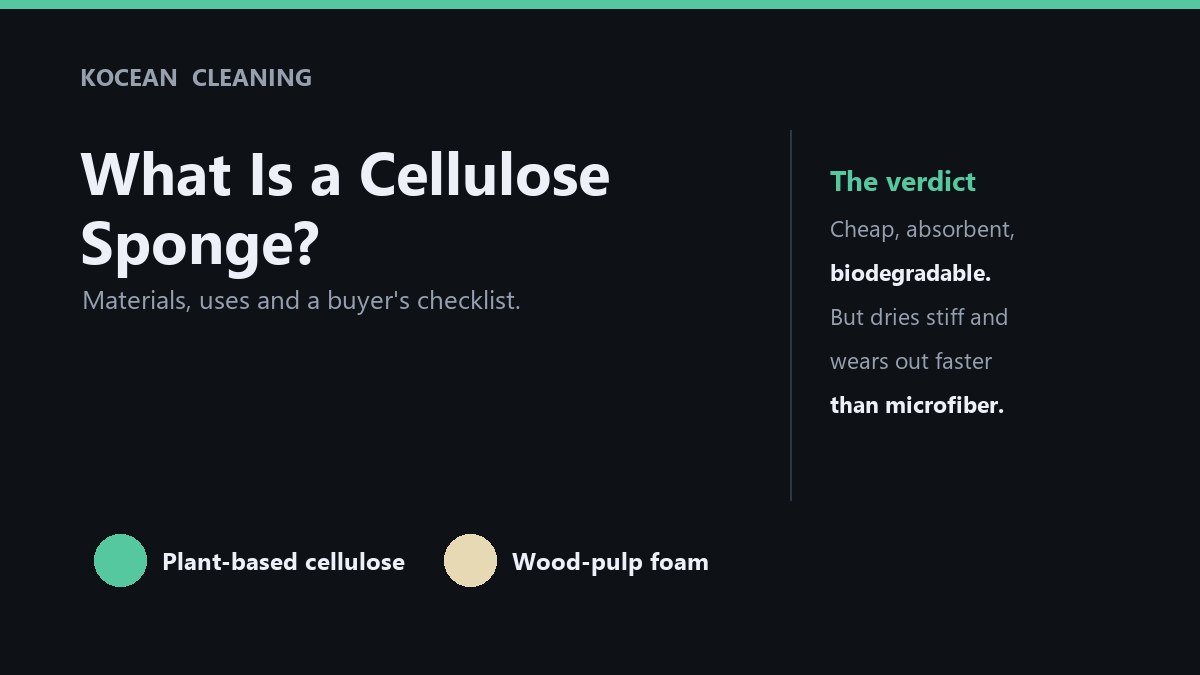 KOCEAN CLEANING
What Is a Cellulose
Sponge?
Materials, uses and a buyer's checklist.
The verdict
Cheap, absorbent,
biodegradable.
But dries stiff and
wears out faster
than microfiber.
Plant-based cellulose
Wood-pulp foam